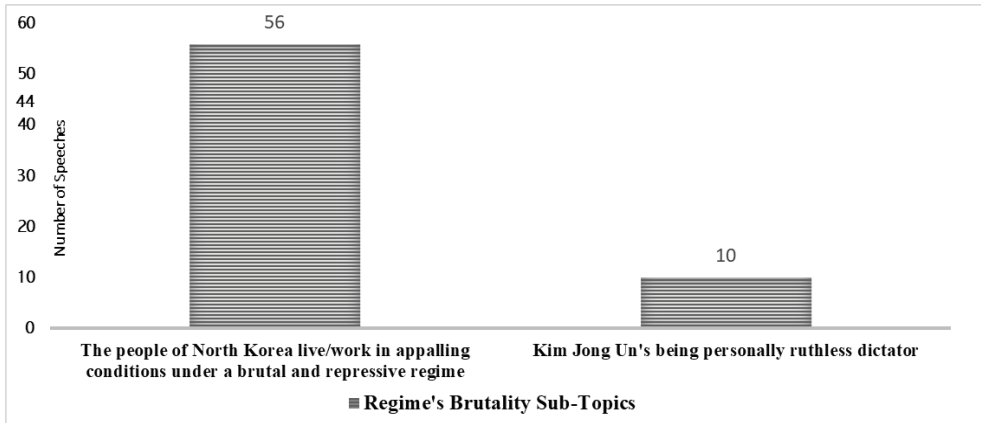 60
56
50
44
40
30
20
10
0
Number of Speeches
10
The people of North Korea live/work in appalling
conditions under a brutal and repressive regime
Kim Jong Un's being personally ruthless dictator
Regime's Brutality Sub-Topics